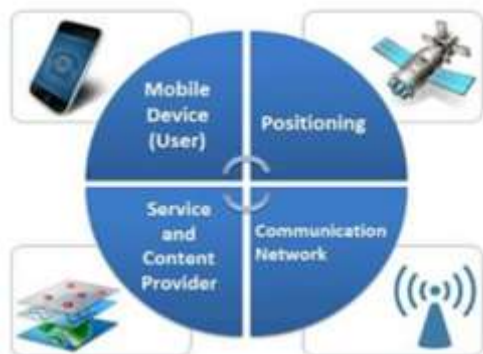 Mobile
Device
(User)
Positioning
Service
and
Content
Provider
Communication
Network